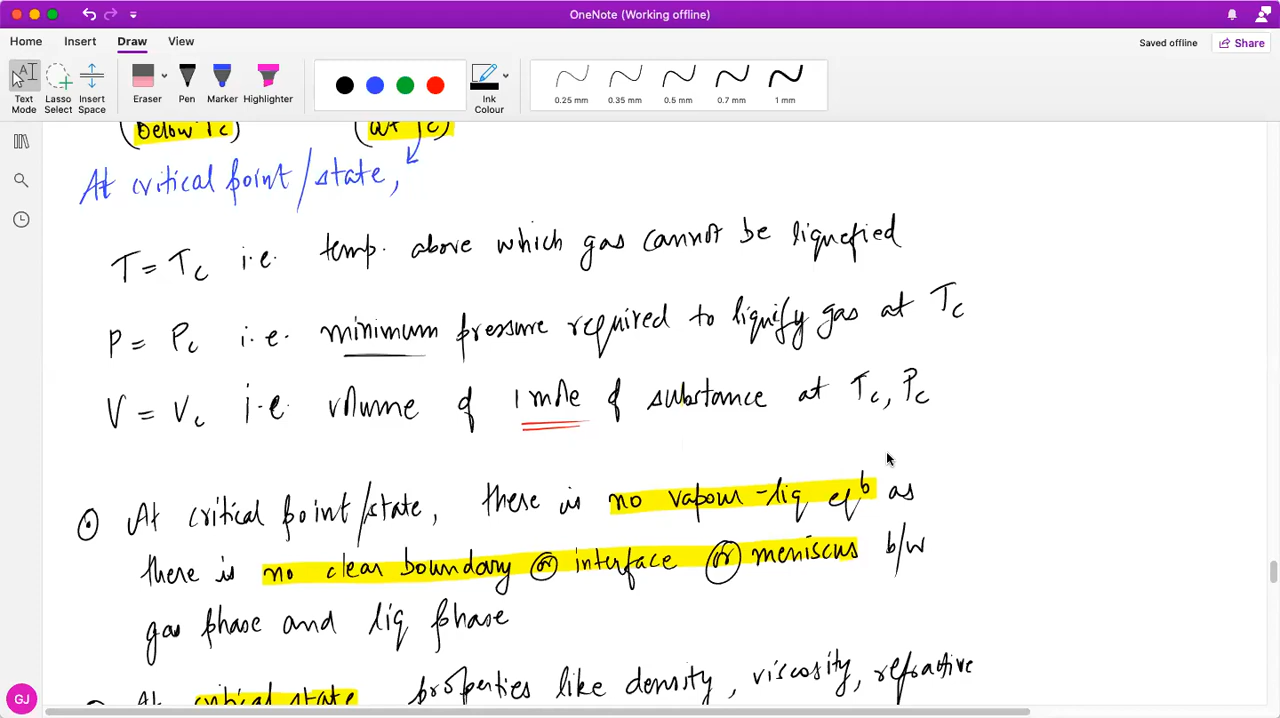 OneNote (Working offline)
Home Insert Draw View
Saved offline
Share
Text Mode
Lasso Select
Insert Space
Eraser
Pen
Marker
Highlighter
Ink Colour
0.25 mm 0.35 mm 0.5 mm 0.7 mm 1 mm
(below Tc) (at Tc)
At critical point/state,
T = Tc i.e. temp. above which gas cannot be liquefied
P = Pc i.e. minimum pressure required to liquify gas at Tc
V = Vc i.e. volume of 1 mole of substance at Tc, Pc
At critical point/state, there is no vapour-liq eqb as
there is no clear boundary or interface or meniscus b/w
gas phase and liq phase
At critical state properties like density, viscosity, refractive
GJ